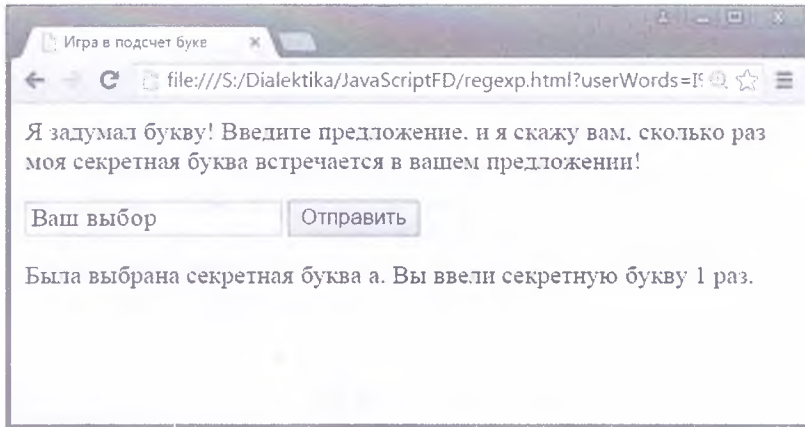 Игра в подсчет букв
file:///S:/Dialektika/JavaScriptFD/regexp.html?userWords=I
Я задумал букву! Введите предложение, и я скажу вам, сколько раз
моя секретная буква встречается в вашем предложении!
Ваш выбор Отправить
Была выбрана секретная буква а. Вы ввели секретную букву 1 раз.